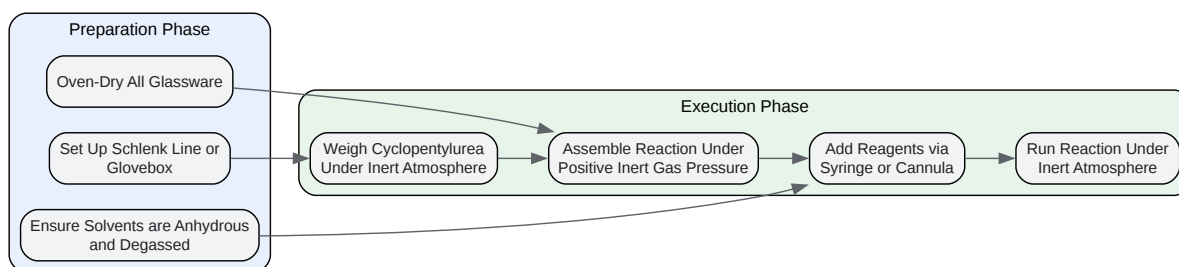 Preparation Phase
Oven-Dry All Glassware
Set Up Schlenk Line or
Glovebox
Ensure Solvents are Anhydrous
and Degassed
Execution Phase
Weigh Cyclopentylurea
Under Inert Atmosphere
Assemble Reaction Under
Positive Inert Gas Pressure
Add Reagents via
Syringe or Cannula
Run Reaction Under
Inert Atmosphere